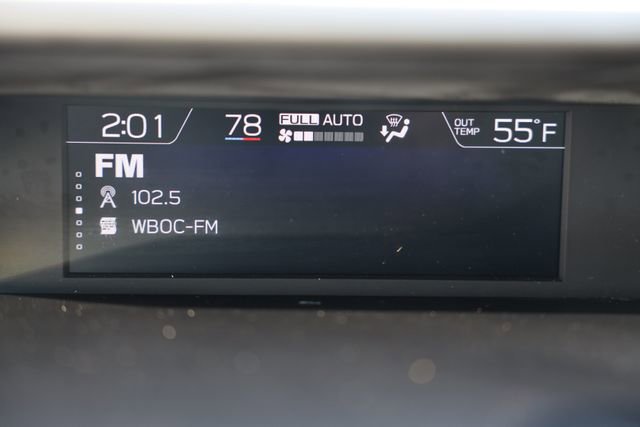 2:01 78 FULL AUTO OUT TEMP 55°F
FM
102.5
WBOC-FM